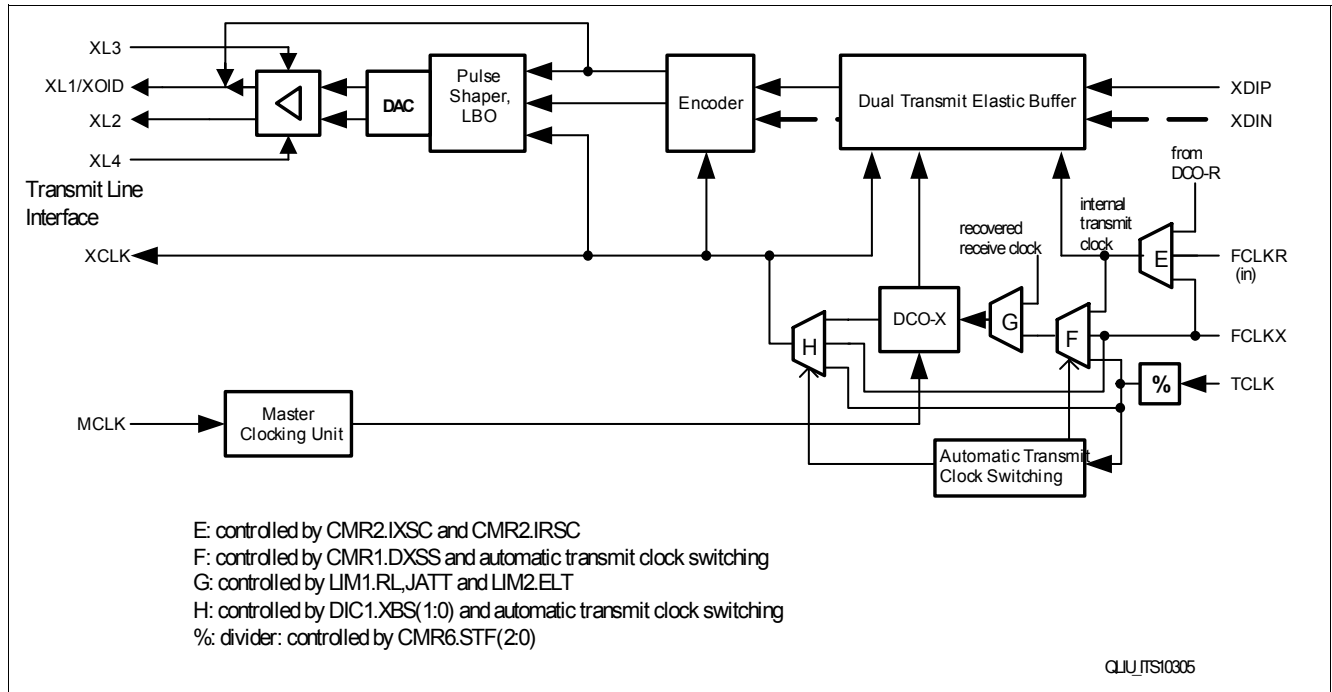 XL3
XL1/XOID
XL2
XL4
Transmit Line
Interface
DAC
Pulse
Shaper,
LBO
Encoder
Dual Transmit Elastic Buffer
XDIP
XDIN
from
DCO-R
internal
transmit
clock
recovered
receive clock
E
FCLKR
(in)
XCLK
DCO-X
G
F
H
FCLKX
%
TCLK
MCLK
Master
Clocking Unit
Automatic Transmit
Clock Switching
E: controlled by CMR2.IXSC and CMR2.IRSC
F: controlled by CMR1.DXSS and automatic transmit clock switching
G: controlled by LIM1.RL,JATT and LIM2.ELT
H: controlled by DIC1.XBS(1:0) and automatic transmit clock switching
%: divider: controlled by CMR6.STF(2:0)
QLIU_ITS10305